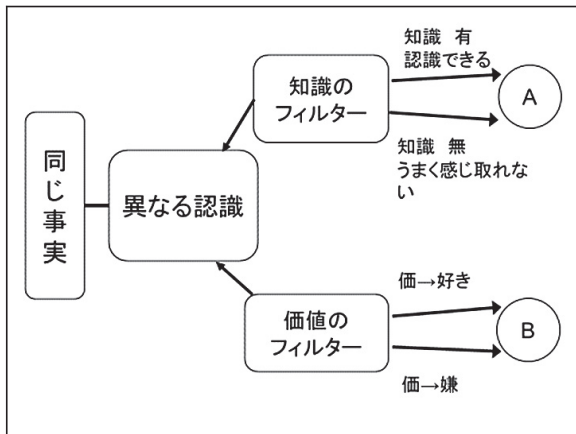 同じ事実
異なる認識
知識の
フィルター
知識 有
認識できる
A
知識 無
うまく感じ取れな
い
価値の
フィルター
価→好き
B
価→嫌